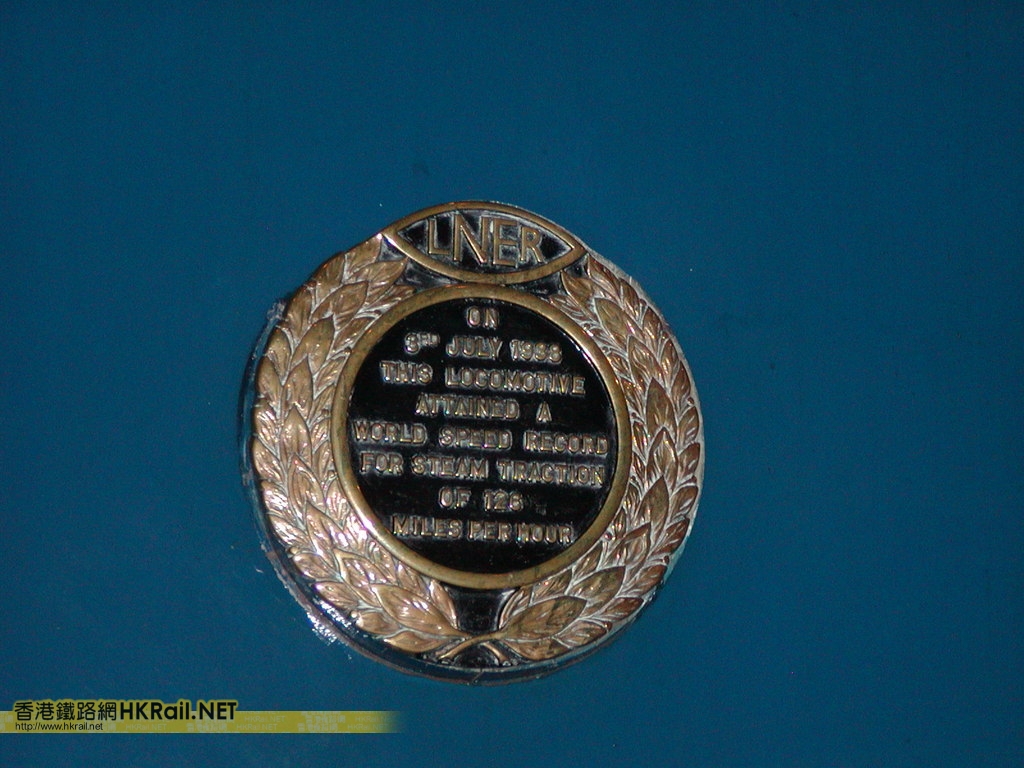 LNER
ON
3RD JULY 1938
THIS LOCOMOTIVE
ATTAINED A
WORLD SPEED RECORD
FOR STEAM TRACTION
OF 126
MILES PER HOUR
香港鐵路網HKRail.NET
http://www.hkrail.net